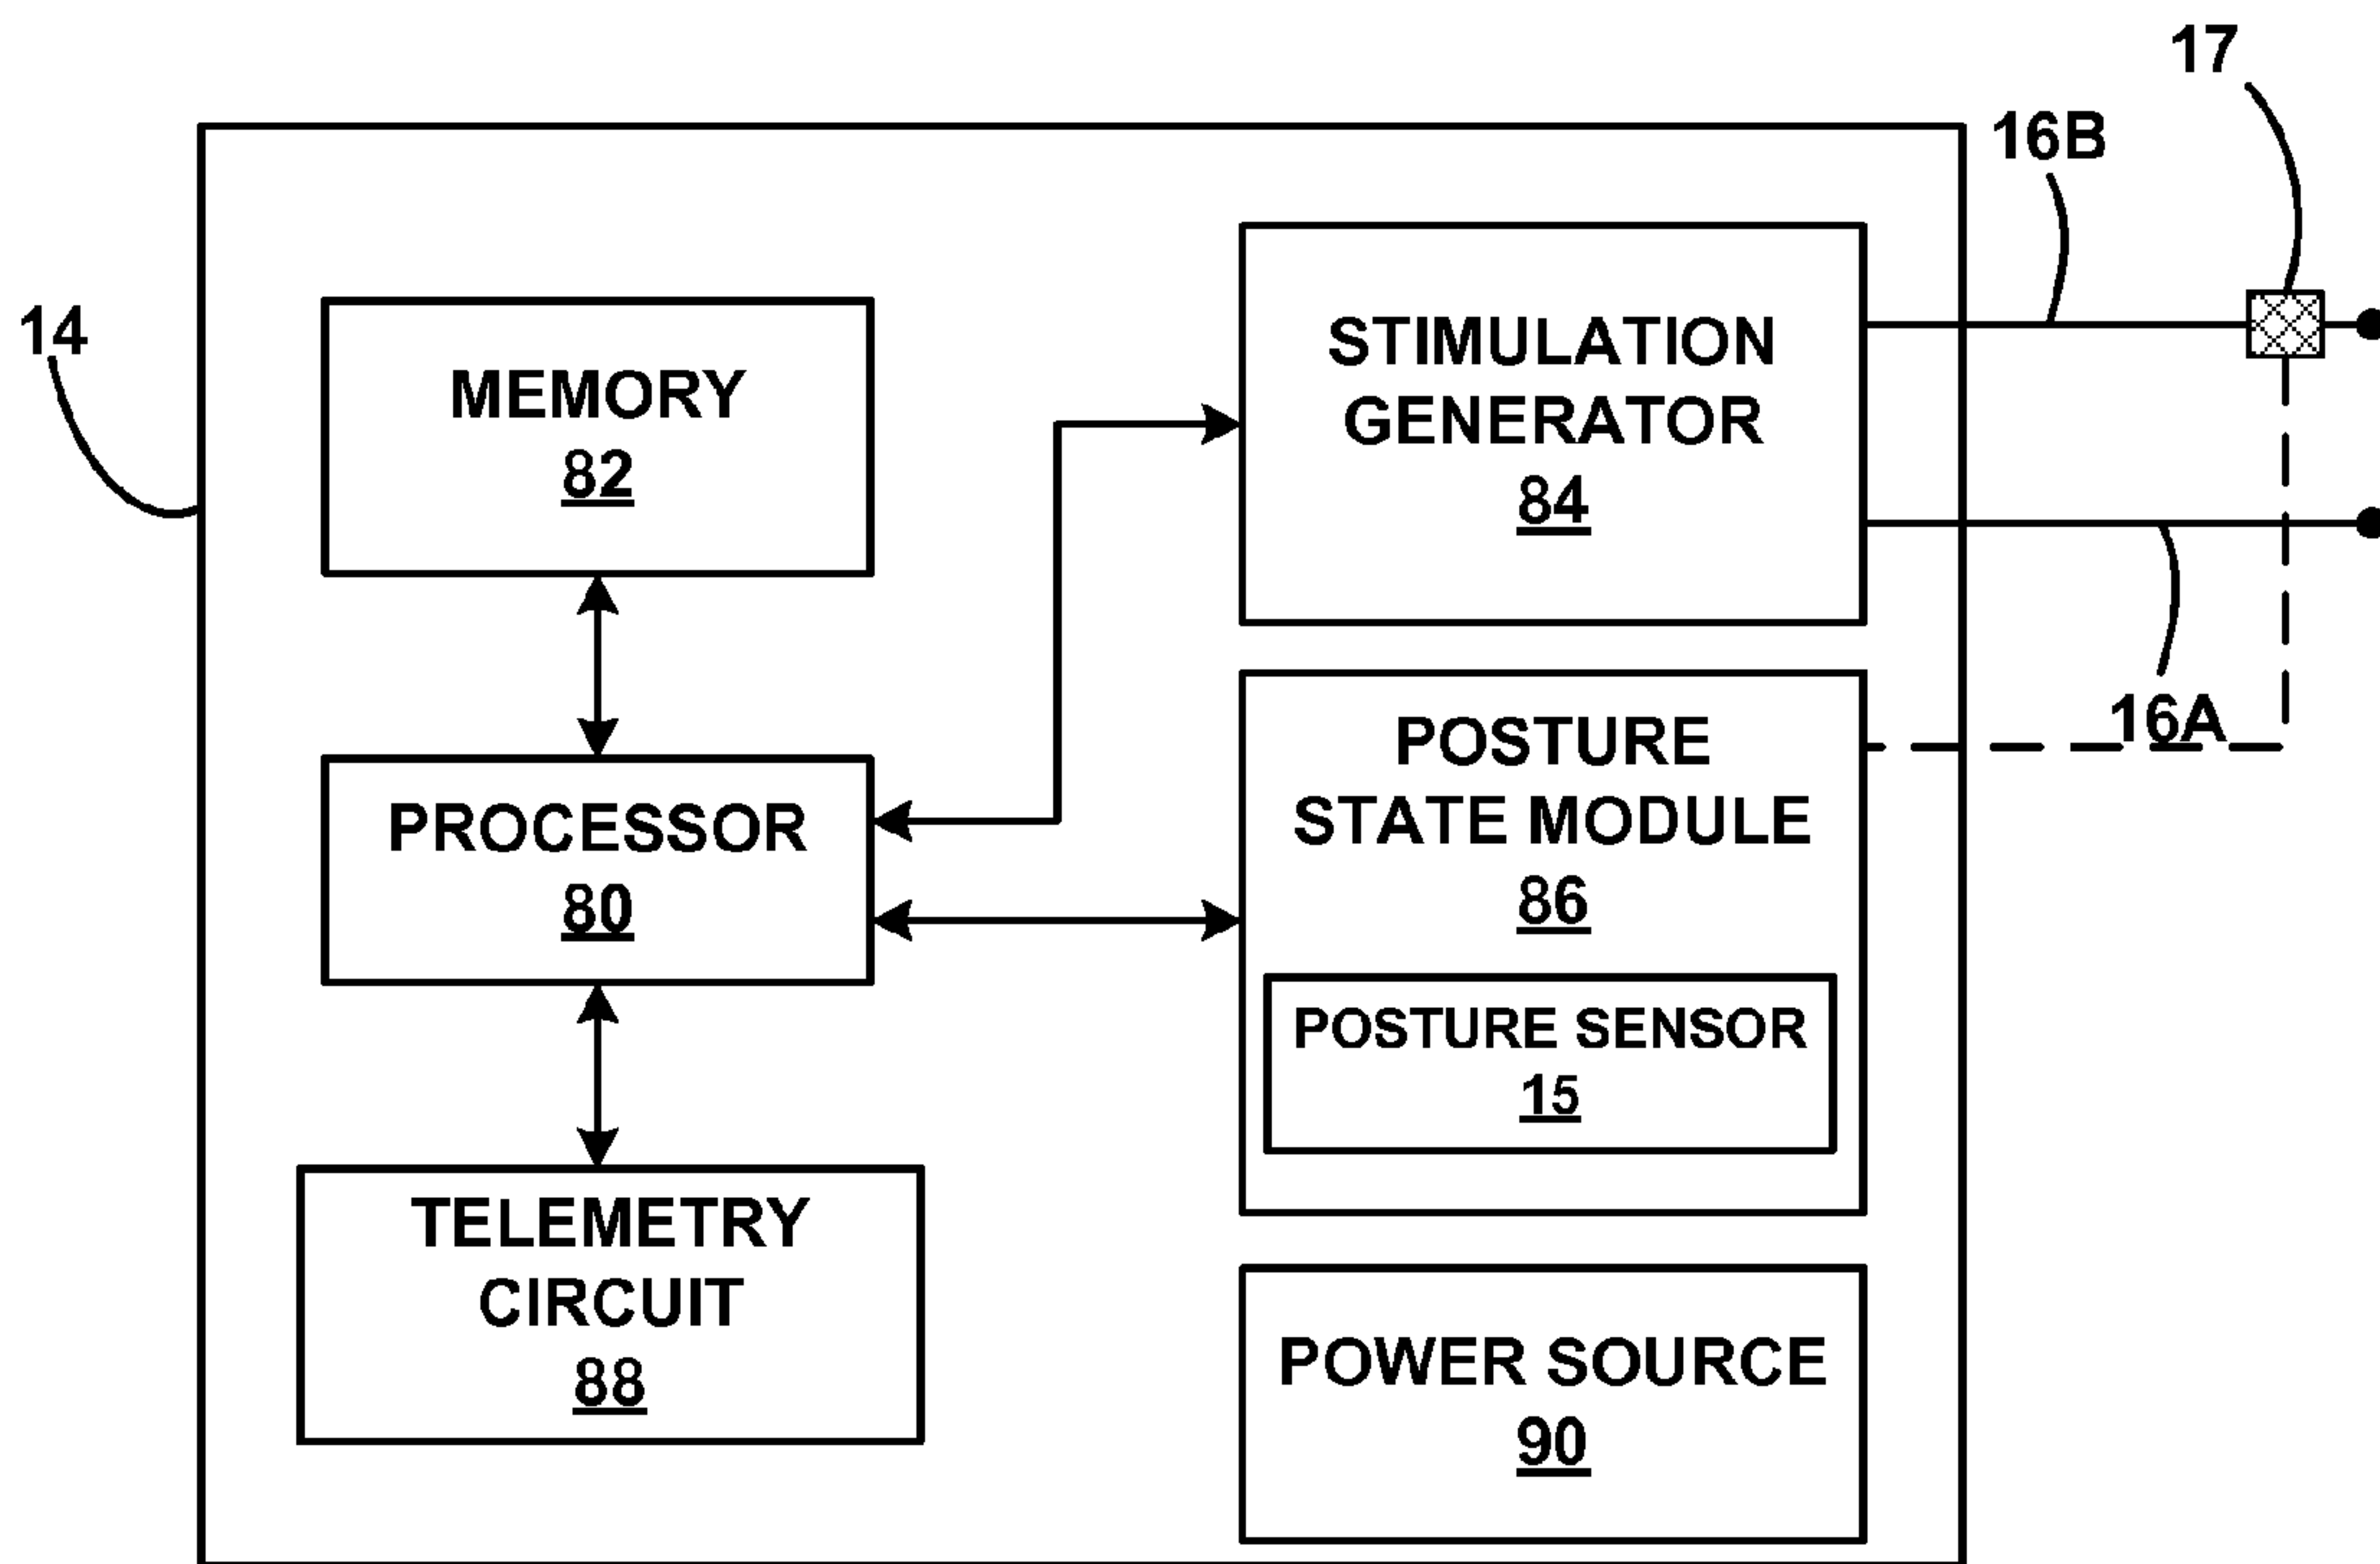 17
16B
14
MEMORY
82
STIMULATION
GENERATOR
84
16A
PROCESSOR
80
POSTURE
STATE MODULE
86
POSTURE SENSOR
15
TELEMETRY
CIRCUIT
88
POWER SOURCE
90